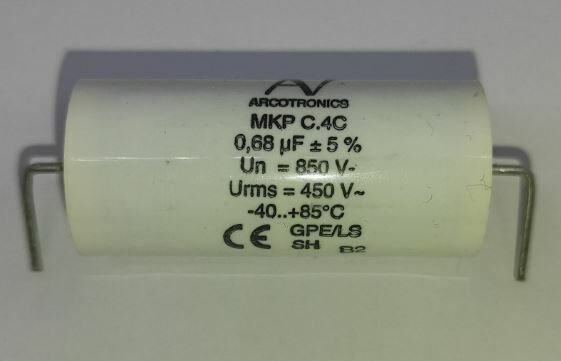 ARCOTRONICS
MKP C.4C
0,68 µF ± 5 %
Un = 850 V-
Urms = 450 V~
-40..+85°C
CE GPE/LS
SH B2